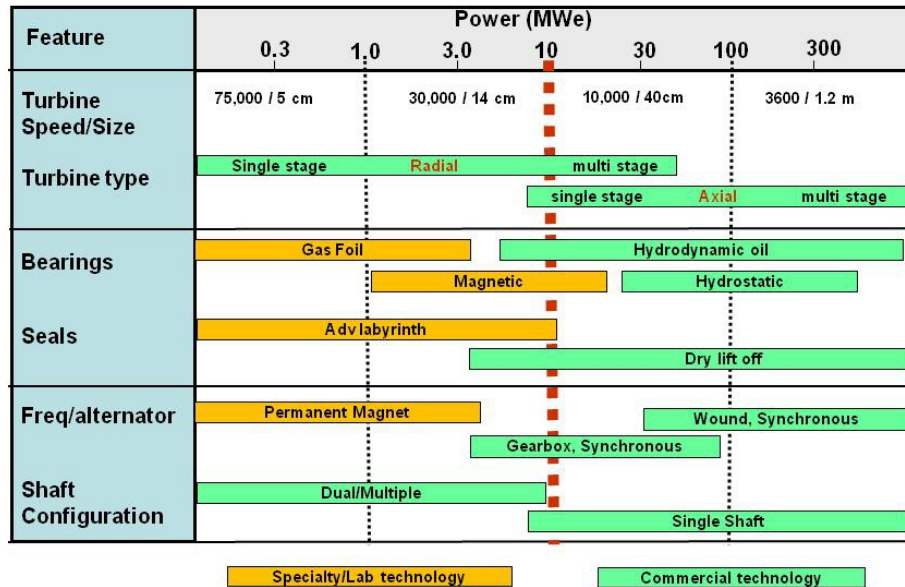 Feature
Power (MWe)
0.3 1.0 3.0 10 30 100 300
Turbine
Speed/Size
75,000 / 5 cm 30,000 / 14 cm 10,000 / 40cm 3600 / 1.2 m
Turbine type
Single stage Radial multi stage
single stage Axial multi stage
Bearings
Gas Foil Hydrodynamic oil
Magnetic Hydrostatic
Seals
Adv labyrinth
Dry lift off
Freq/alternator
Permanent Magnet Wound, Synchronous
Gearbox, Synchronous
Shaft
Configuration
Dual/Multiple
Single Shaft
Specialty/Lab technology Commercial technology